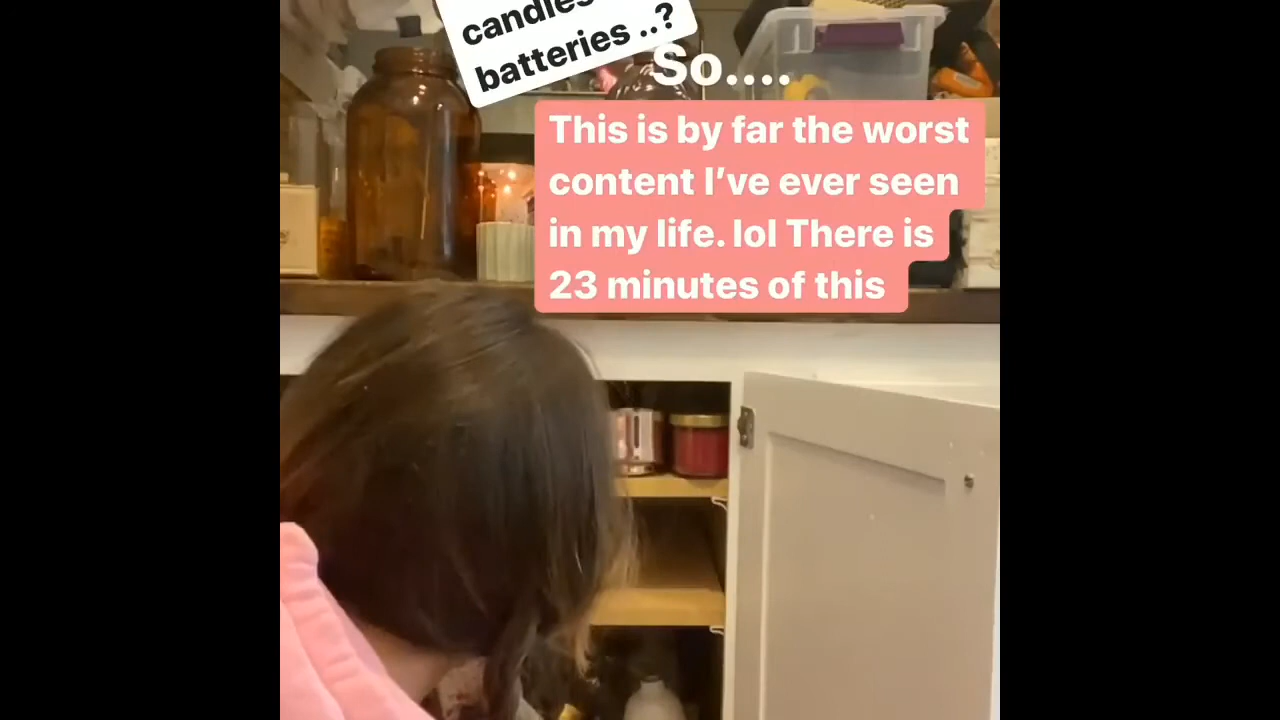 candles
batteries ..?
So....
This is by far the worst
content I've ever seen
in my life. lol There is
23 minutes of this